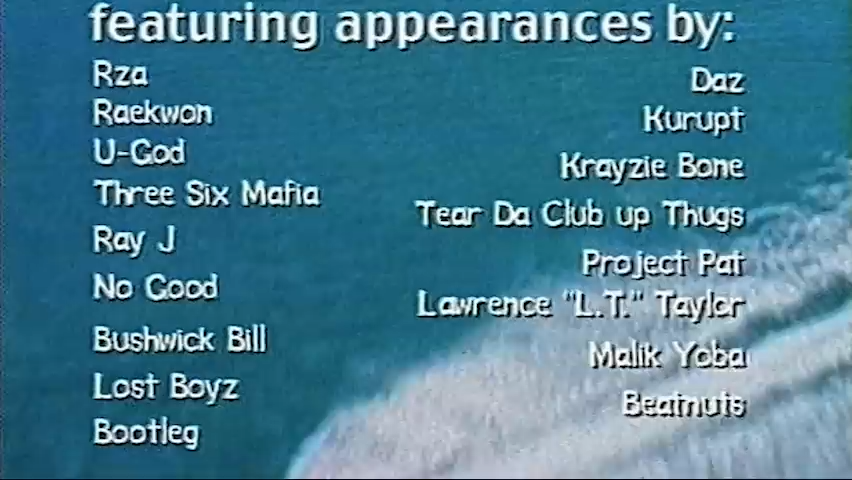 featuring appearances by:
Rza
Raekwon
U-God
Three Six Mafia
Ray J
No Good
Bushwick Bill
Lost Boyz
Bootleg
Daz
Kurupt
Krayzie Bone
Tear Da Club up Thugs
Project Pat
Lawrence "L.T." Taylor
Malik Yoba
Beatnuts